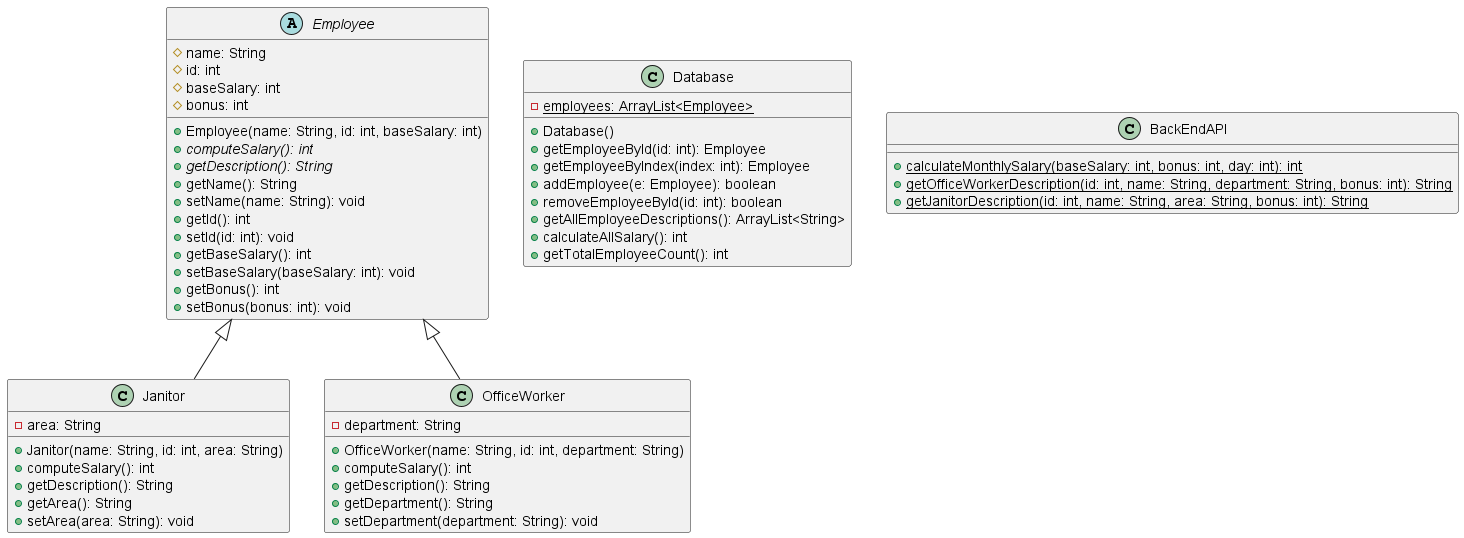 A Employee
name: String
id: int
baseSalary: int
bonus: int
Employee(name: String, id: int, baseSalary: int)
computeSalary(): int
getDescription(): String
getName(): String
setName(name: String): void
getId(): int
setId(id: int): void
getBaseSalary(): int
setBaseSalary(baseSalary: int): void
getBonus(): int
setBonus(bonus: int): void
C Database
employees: ArrayList<Employee>
Database()
getEmployeeById(id: int): Employee
getEmployeeByIndex(index: int): Employee
addEmployee(e: Employee): boolean
removeEmployeeById(id: int): boolean
getAllEmployeeDescriptions(): ArrayList<String>
calculateAllSalary(): int
getTotalEmployeeCount(): int
C BackEndAPI
calculateMonthlySalary(baseSalary: int, bonus: int, day: int): int
getOfficeWorkerDescription(id: int, name: String, department: String, bonus: int): String
getJanitorDescription(id: int, name: String, area: String, bonus: int): String
C Janitor
area: String
Janitor(name: String, id: int, area: String)
computeSalary(): int
getDescription(): String
getArea(): String
setArea(area: String): void
C OfficeWorker
department: String
OfficeWorker(name: String, id: int, department: String)
computeSalary(): int
getDescription(): String
getDepartment(): String
setDepartment(department: String): void